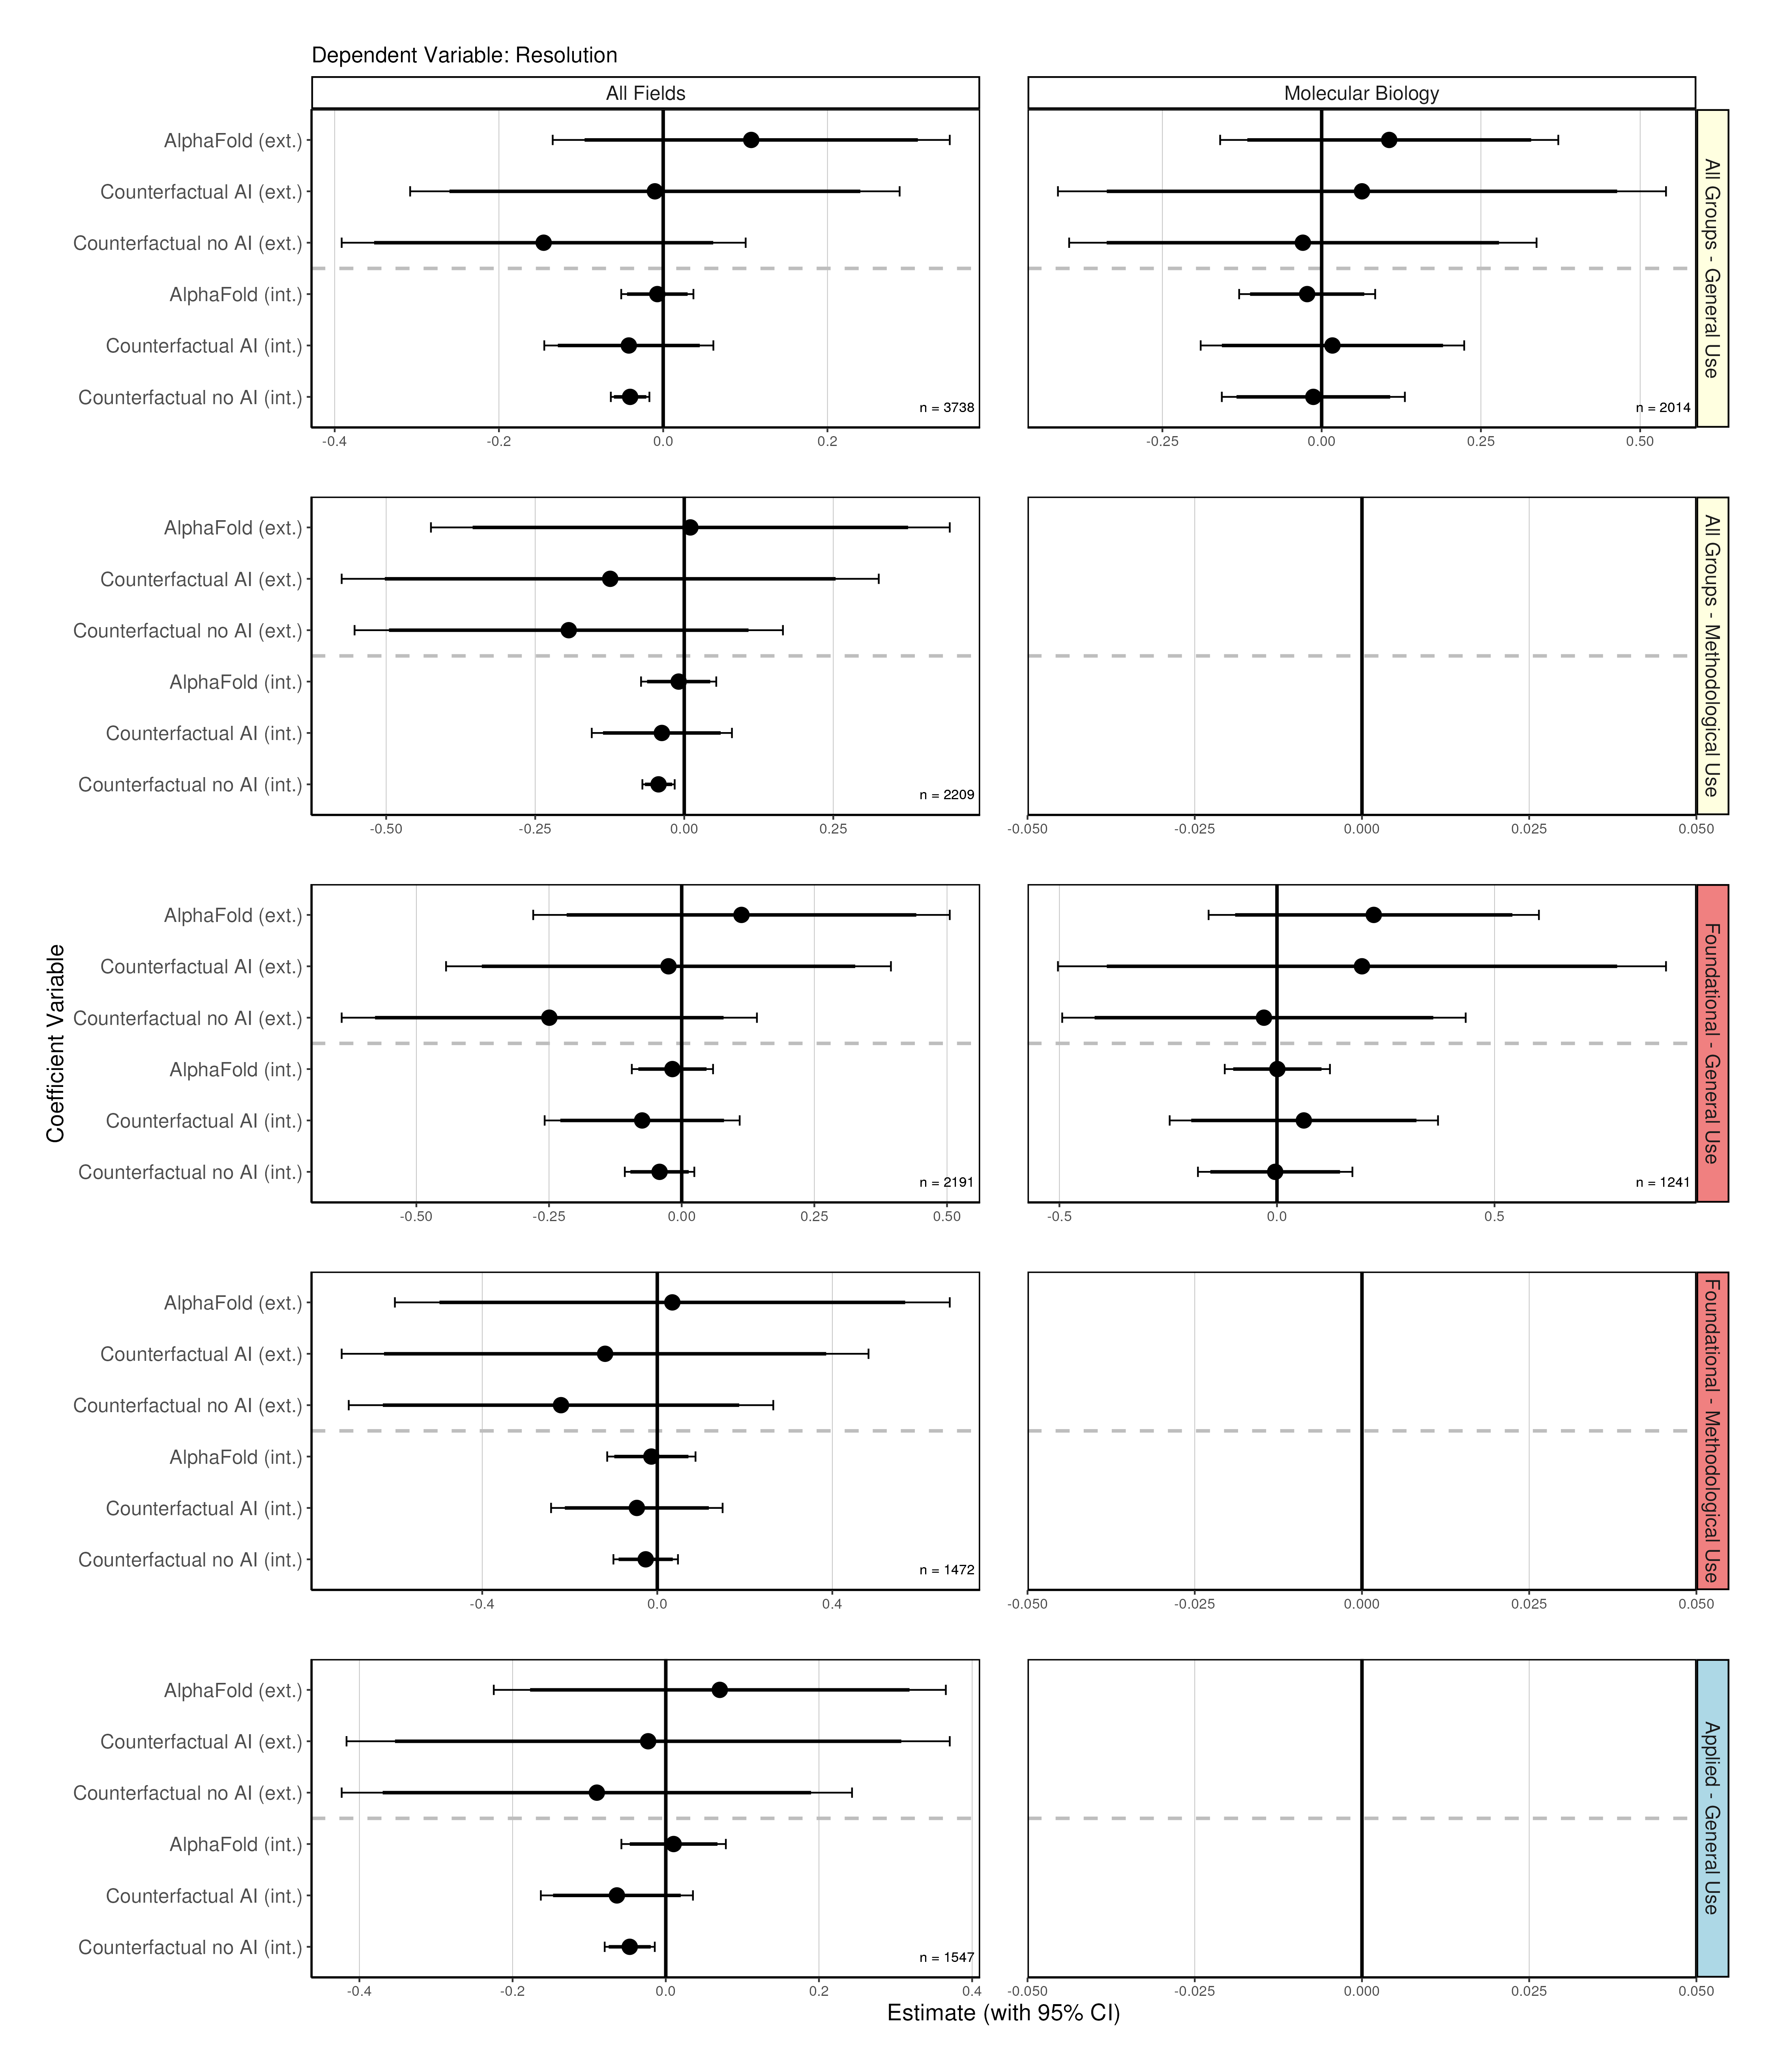 Dependent Variable: Resolution
All Fields
Molecular Biology
AlphaFold (ext.)
Counterfactual AI (ext.)
Counterfactual no AI (ext.)
AlphaFold (int.)
Counterfactual AI (int.)
Counterfactual no AI (int.)
n = 3738
n = 2014
-0.4 -0.2 0.0 0.2
-0.25 0.00 0.25 0.50
All Groups - General Use
AlphaFold (ext.)
Counterfactual AI (ext.)
Counterfactual no AI (ext.)
AlphaFold (int.)
Counterfactual AI (int.)
Counterfactual no AI (int.)
n = 2209
-0.50 -0.25 0.00 0.25
-0.050 -0.025 0.000 0.025 0.050
All Groups - Methodological Use
Coefficient Variable
AlphaFold (ext.)
Counterfactual AI (ext.)
Counterfactual no AI (ext.)
AlphaFold (int.)
Counterfactual AI (int.)
Counterfactual no AI (int.)
n = 2191
n = 1241
-0.50 -0.25 0.00 0.25 0.50
-0.5 0.0 0.5
Foundational - General Use
AlphaFold (ext.)
Counterfactual AI (ext.)
Counterfactual no AI (ext.)
AlphaFold (int.)
Counterfactual AI (int.)
Counterfactual no AI (int.)
n = 1472
-0.4 0.0 0.4
-0.050 -0.025 0.000 0.025 0.050
Foundational - Methodological Use
AlphaFold (ext.)
Counterfactual AI (ext.)
Counterfactual no AI (ext.)
AlphaFold (int.)
Counterfactual AI (int.)
Counterfactual no AI (int.)
n = 1547
-0.4 -0.2 0.0 0.2 0.4
-0.050 -0.025 0.000 0.025 0.050
Applied - General Use
Estimate (with 95% CI)